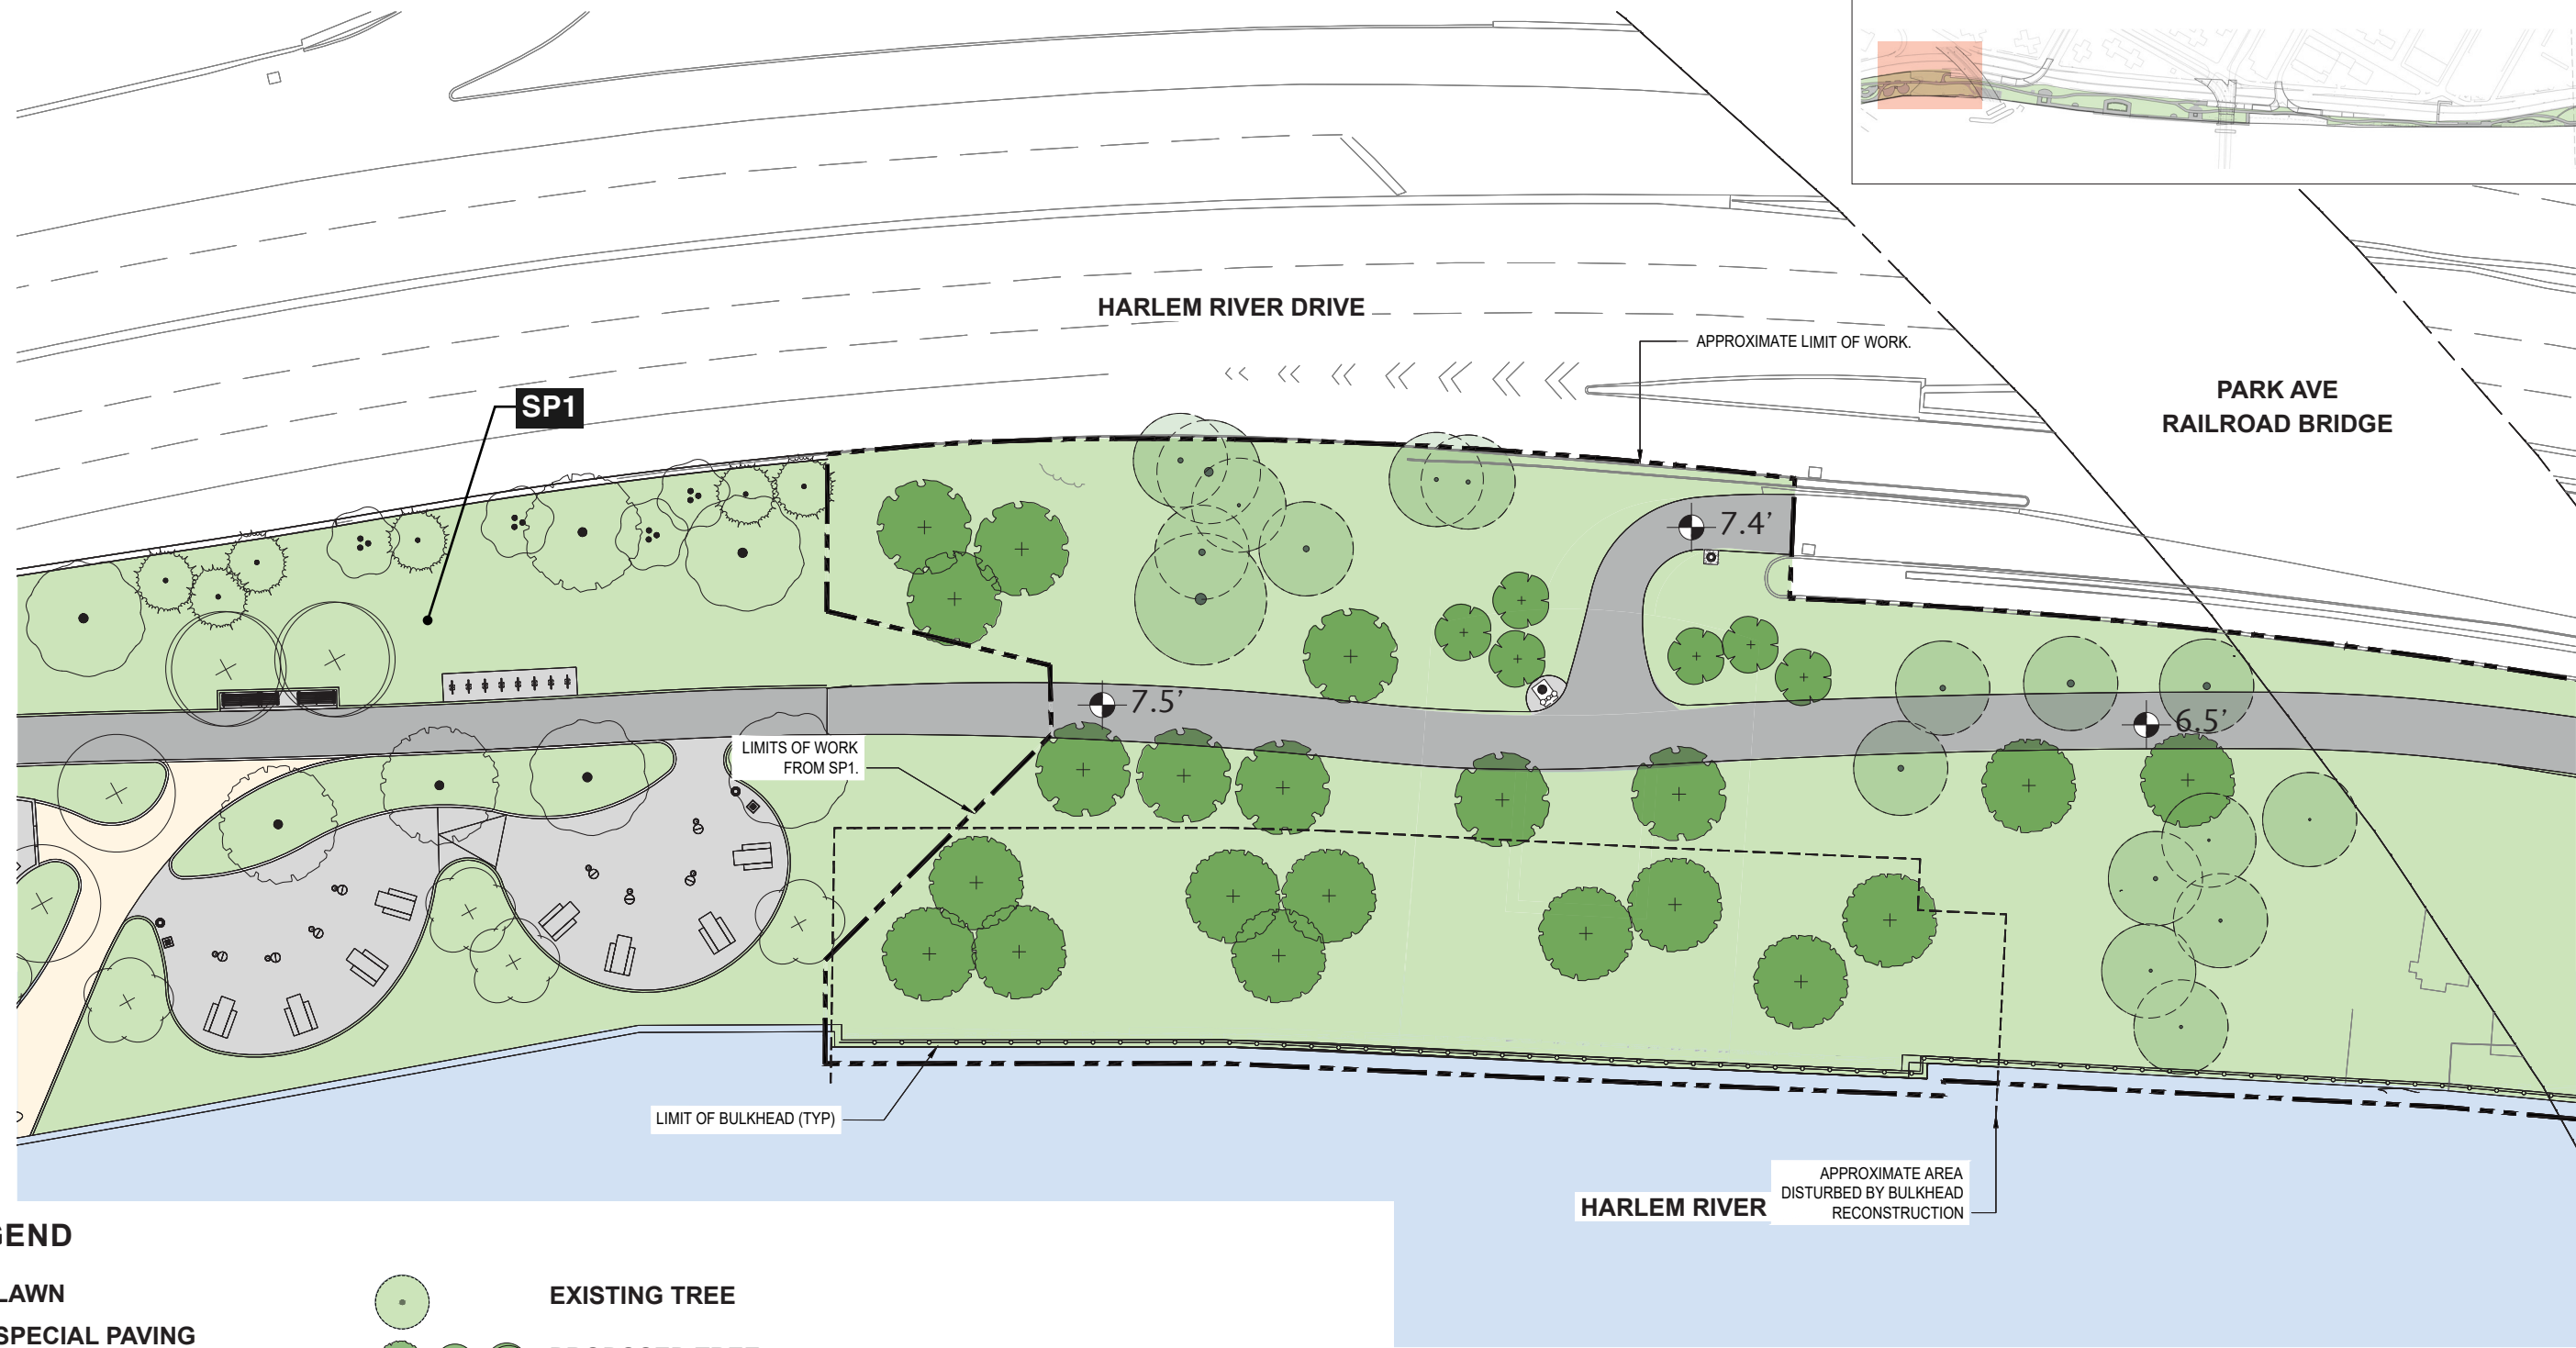 HARLEM RIVER DRIVE
APPROXIMATE LIMIT OF WORK.
PARK AVE
RAILROAD BRIDGE
SP1
7.4’
7.5’
6.5’
LIMITS OF WORK
FROM SP1.
LIMIT OF BULKHEAD (TYP)
APPROXIMATE AREA
DISTURBED BY BULKHEAD
RECONSTRUCTION
HARLEM RIVER
GEND
LAWN
EXISTING TREE
SPECIAL PAVING